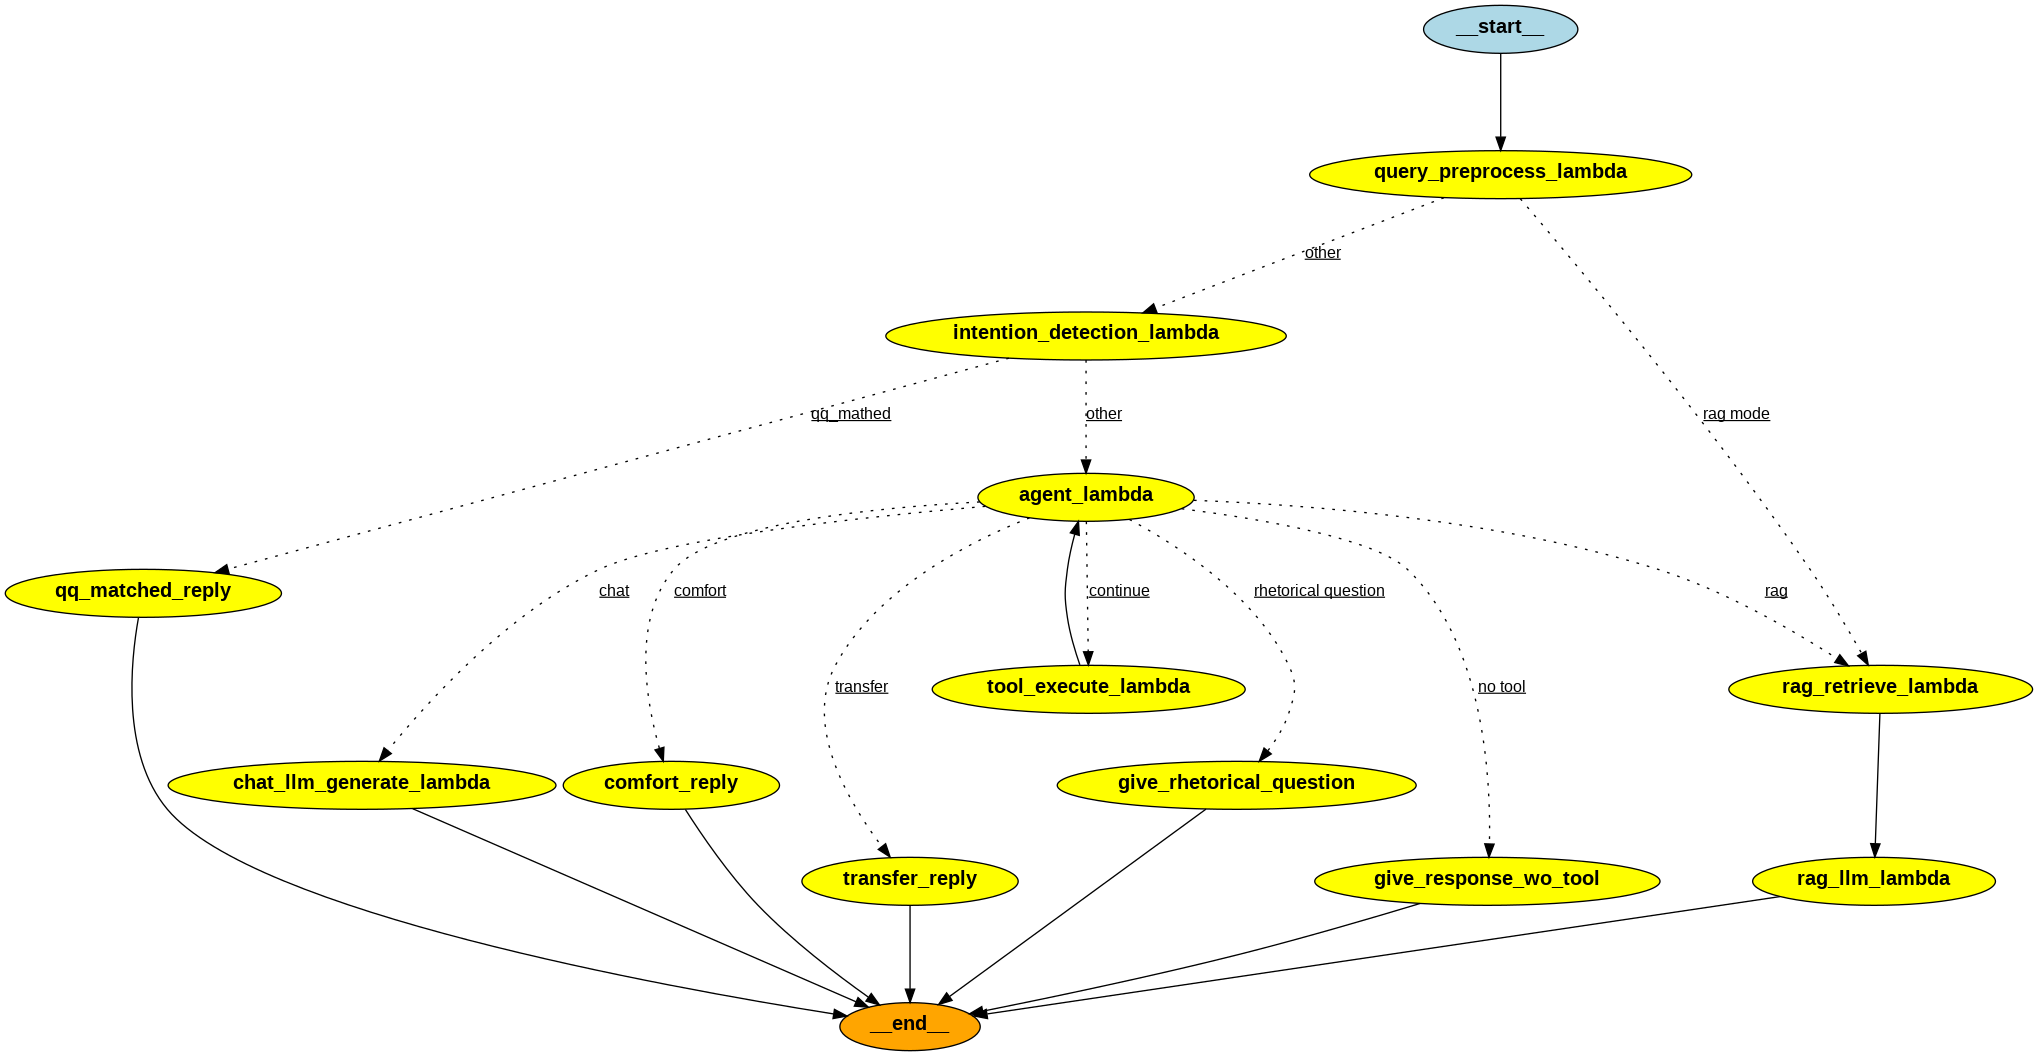 __start__
query_preprocess_lambda
other
intention_detection_lambda
qq_mathed
other
rag mode
agent_lambda
qq_matched_reply
chat
comfort
continue
rhetorical question
rag
transfer
tool_execute_lambda
no tool
rag_retrieve_lambda
chat_llm_generate_lambda
comfort_reply
give_rhetorical_question
transfer_reply
give_response_wo_tool
rag_llm_lambda
__end__